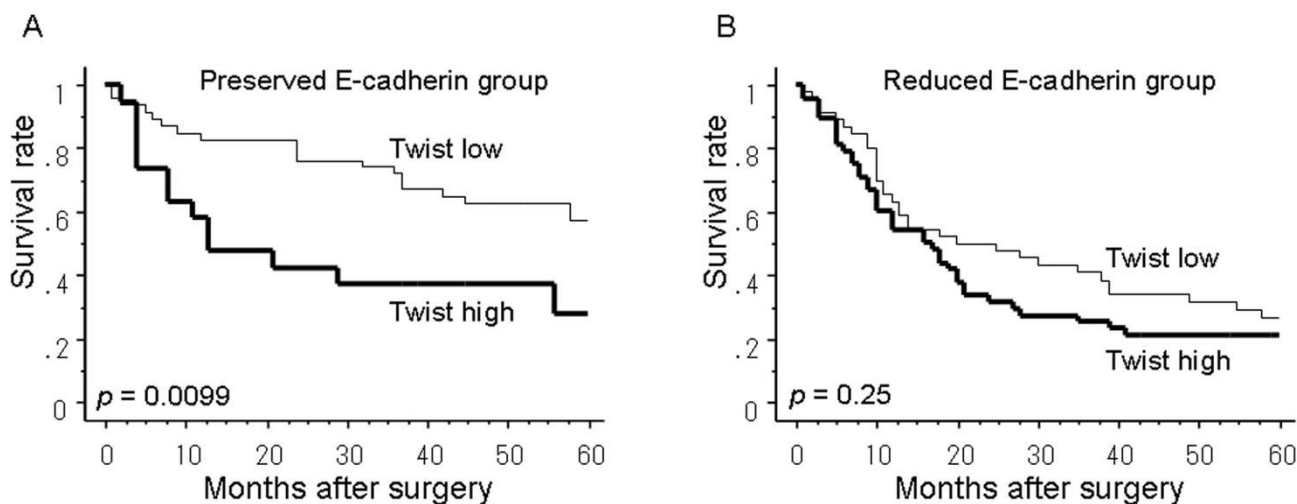 A
Preserved E-cadherin group
Survival rate
1
.8
.6
.4
.2
0
Twist low
Twist high
p = 0.0099
0 10 20 30 40 50 60
Months after surgery
B
Reduced E-cadherin group
Survival rate
1
.8
.6
.4
.2
0
Twist low
Twist high
p = 0.25
0 10 20 30 40 50 60
Months after surgery